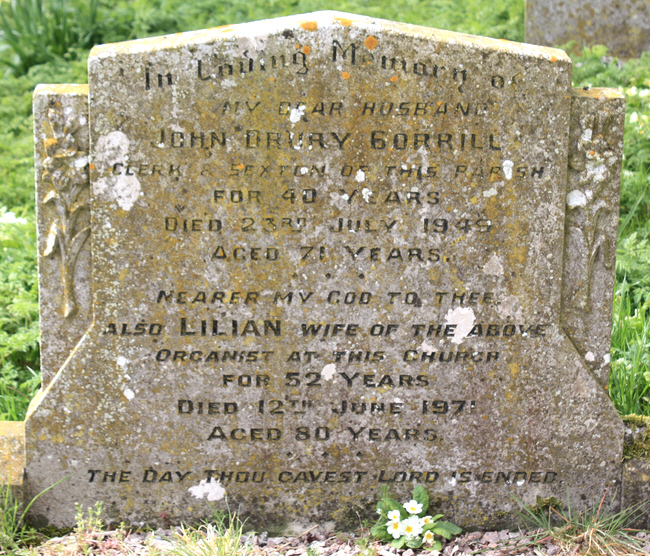 In Loving Memory of
MY DEAR HUSBAND
JOHN DRURY GORRILL
CLERK & SEXTON OF THIS PARISH
FOR 40 YEARS
DIED 23RD JULY 1949
AGED 71 YEARS.
NEARER MY GOD TO THEE.
ALSO LILIAN WIFE OF THE ABOVE
ORGANIST AT THIS CHURCH
FOR 52 YEARS
DIED 12TH JUNE 1971
AGED 80 YEARS.
THE DAY THOU GAVEST LORD IS ENDED.